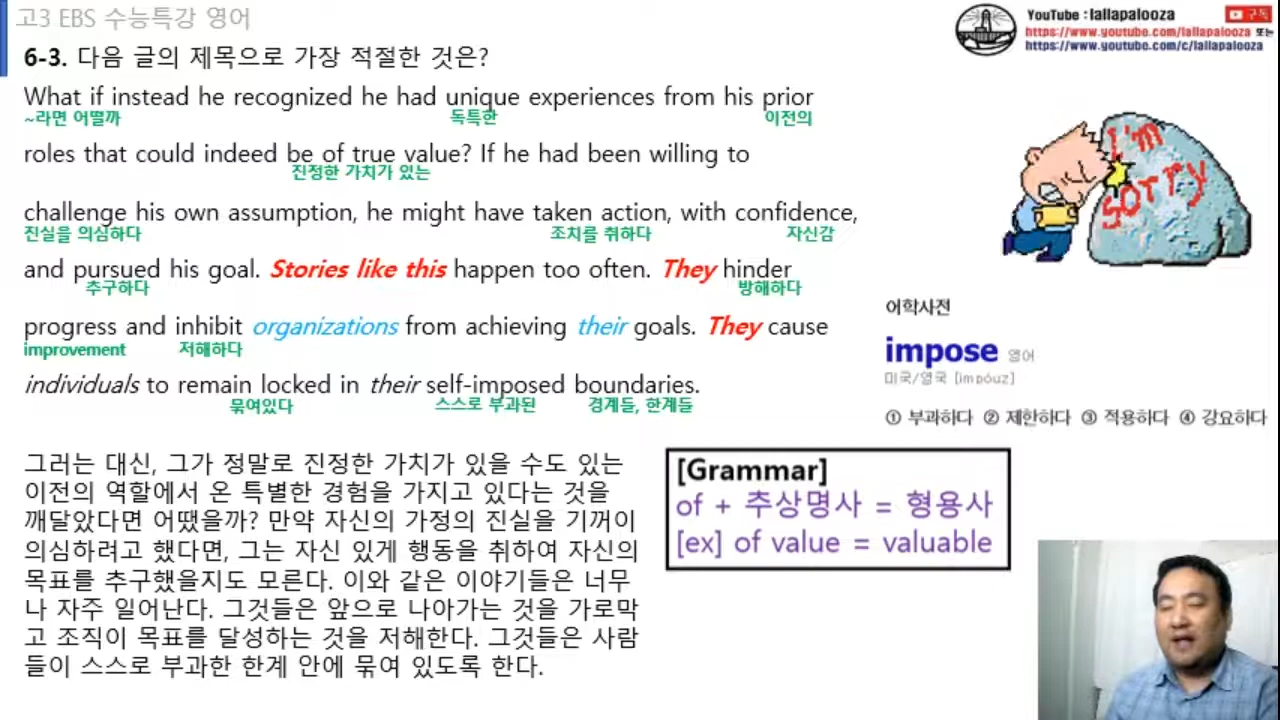 고3 EBS 수능특강 영어
YouTube : lallapalooza
구독
https://www.youtube.com/lallapalooza 또는
https://www.youtube.com/c/lallapalooza
6-3. 다음 글의 제목으로 가장 적절한 것은?
What if instead he recognized he had unique experiences from his prior
~라면 어떨까 독특한 이전의
roles that could indeed be of true value? If he had been willing to
진정한 가치가 있는
challenge his own assumption, he might have taken action, with confidence,
진실을 의심하다 조치를 취하다 자신감
and pursued his goal. Stories like this happen too often. They hinder
추구하다 방해하다
progress and inhibit organizations from achieving their goals. They cause
improvement 저해하다
individuals to remain locked in their self-imposed boundaries.
묶여있다 스스로 부과된 경계들, 한계들
I'm
sorry
어학사전
impose 영어
미국/영국 [impóuz]
① 부과하다 ② 제한하다 ③ 적용하다 ④ 강요하다
그러는 대신, 그가 정말로 진정한 가치가 있을 수도 있는
이전의 역할에서 온 특별한 경험을 가지고 있다는 것을
깨달았다면 어땠을까? 만약 자신의 가정의 진실을 기꺼이
의심하려고 했다면, 그는 자신 있게 행동을 취하여 자신의
목표를 추구했을지도 모른다. 이와 같은 이야기들은 너무
나 자주 일어난다. 그것들은 앞으로 나아가는 것을 가로막
고 조직이 목표를 달성하는 것을 저해한다. 그것들은 사람
들이 스스로 부과한 한계 안에 묶여 있도록 한다.
[Grammar]
of + 추상명사 = 형용사
[ex] of value = valuable